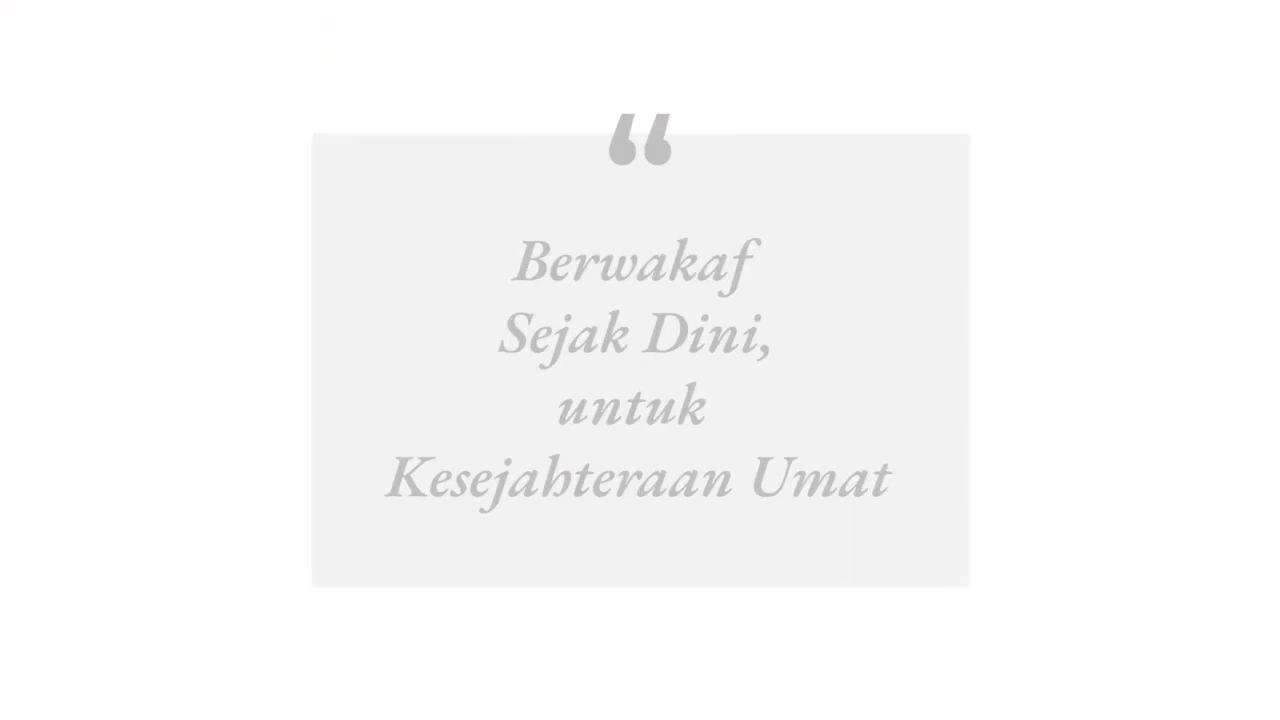 “
Berwakaf
Sejak Dini,
untuk
Kesejahteraan Umat